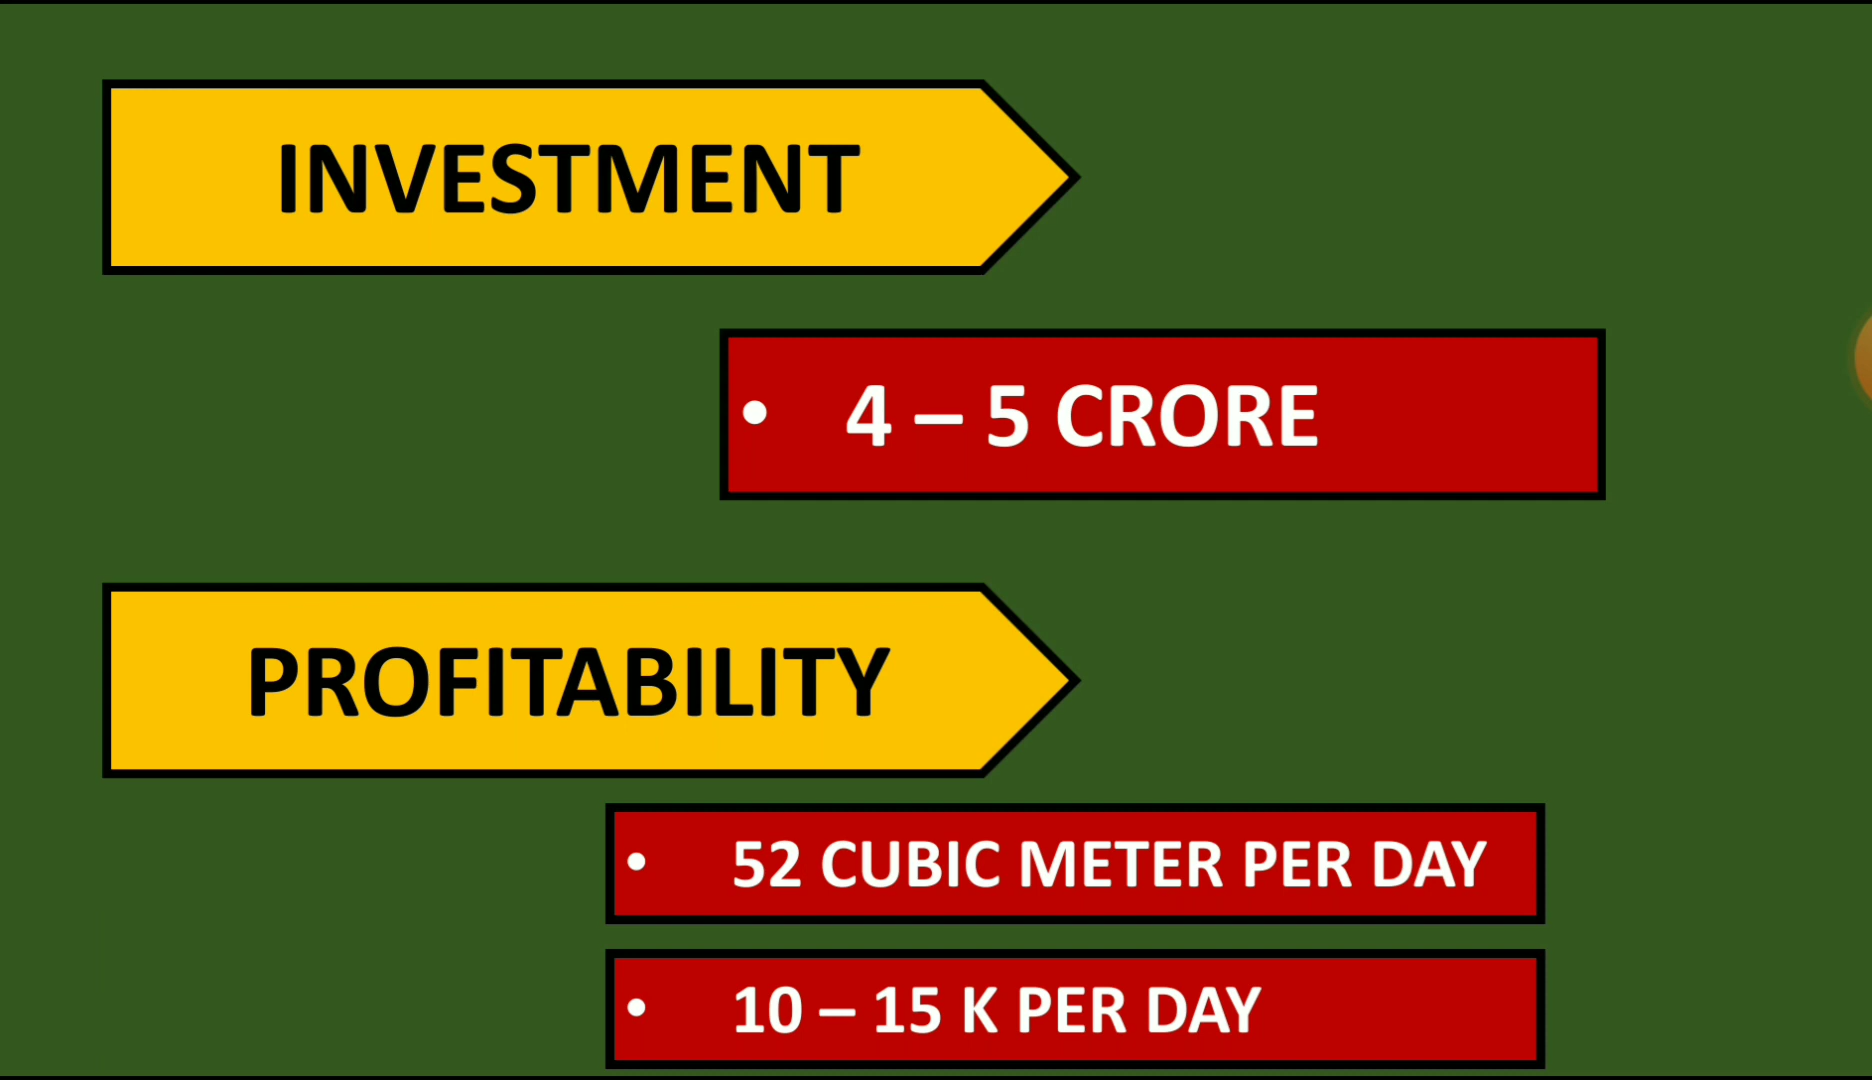 INVESTMENT
• 4 – 5 CRORE
PROFITABILITY
• 52 CUBIC METER PER DAY
• 10 – 15 K PER DAY